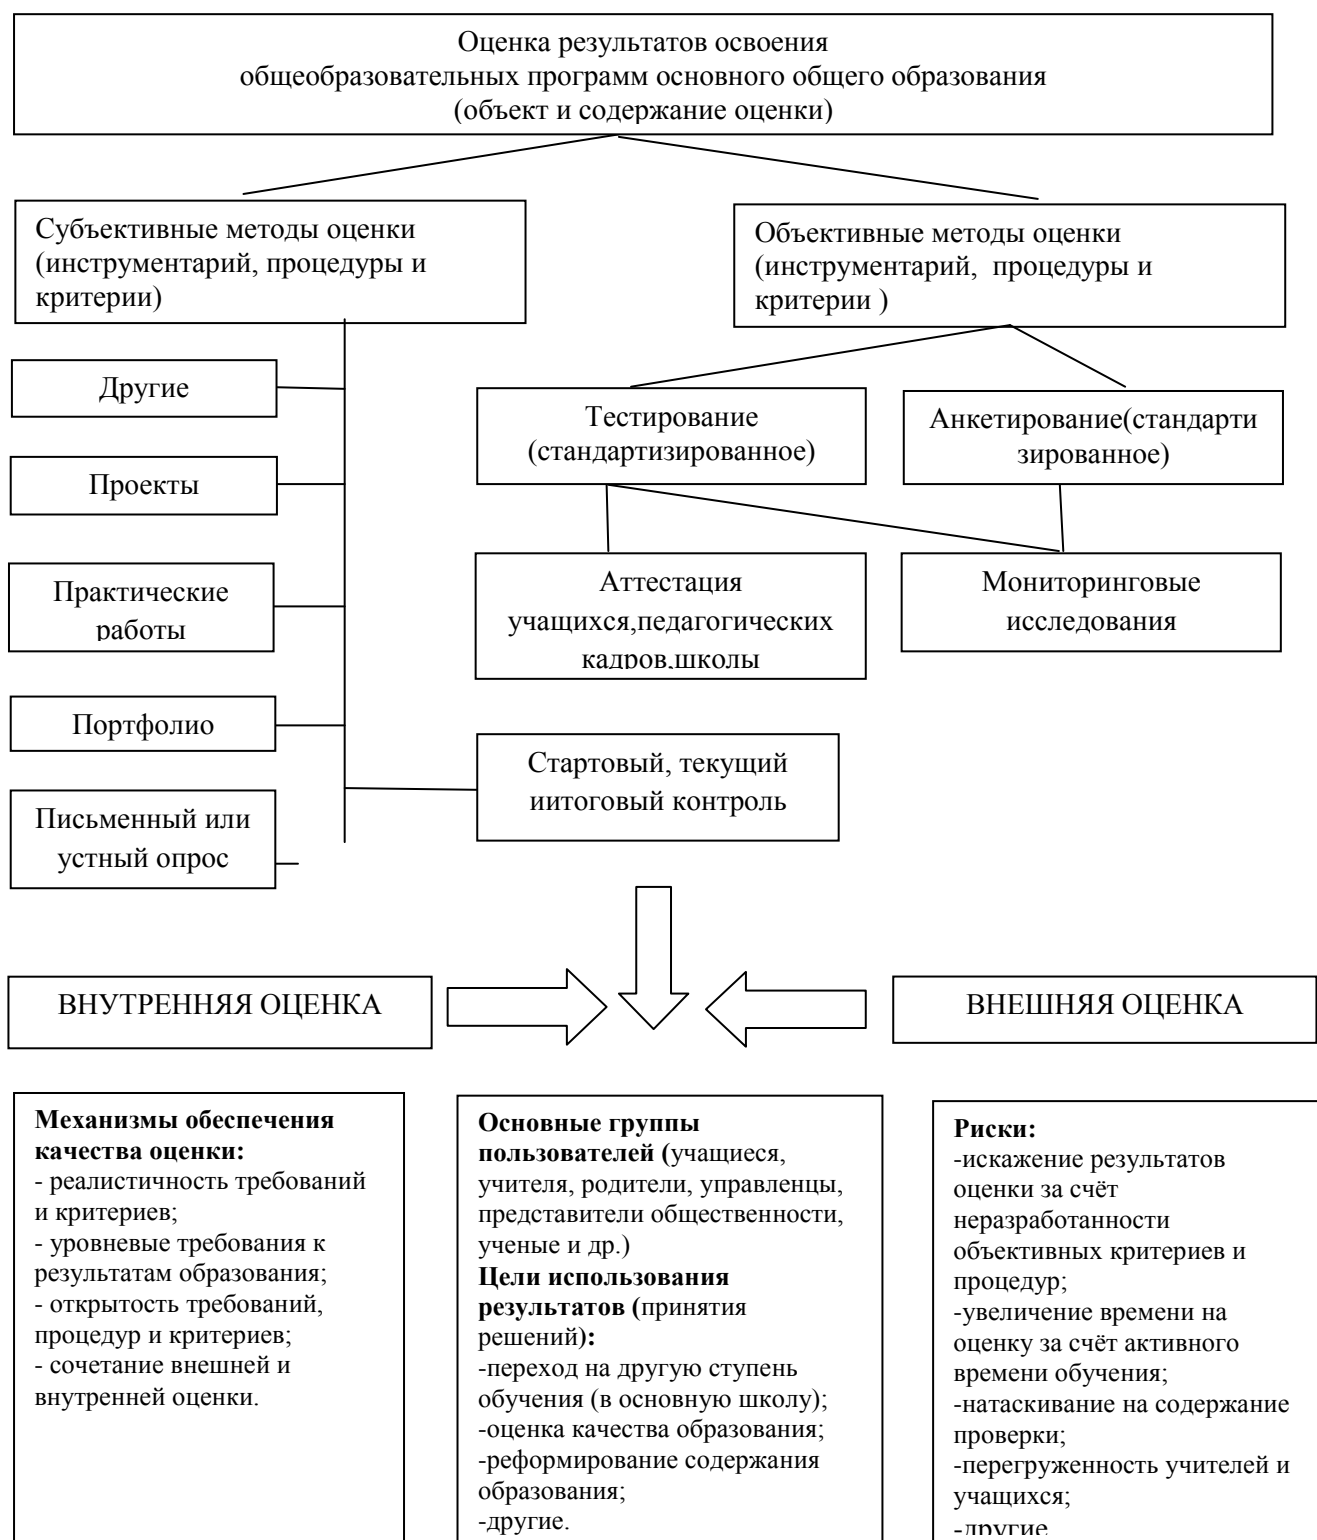 Оценка результатов освоения
общеобразовательных программ основного общего образования
(объект и содержание оценки)
Субъективные методы оценки
(инструментарий, процедуры и
критерии)
Объективные методы оценки
(инструментарий, процедуры и
критерии )
Другие
Проекты
Практические
работы
Портфолио
Письменный или
устный опрос
Тестирование
(стандартизированное)
Анкетирование(стандарти
зированное)
Аттестация
учащихся,педагогических
кадров,школы
Мониторинговые
исследования
Стартовый, текущий
иитоговый контроль
ВНУТРЕННЯЯ ОЦЕНКА
ВНЕШНЯЯ ОЦЕНКА
Механизмы обеспечения
качества оценки:
- реалистичность требований
и критериев;
- уровневые требования к
результатам образования;
- открытость требований,
процедур и критериев;
- сочетание внешней и
внутренней оценки.
Основные группы
пользователей (учащиеся,
учителя, родители, управленцы,
представители общественности,
ученые и др.)
Цели использования
результатов (принятия
решений):
-переход на другую ступень
обучения (в основную школу);
-оценка качества образования;
-реформирование содержания
образования;
-другие.
Риски:
-искажение результатов
оценки за счёт
неразработанности
объективных критериев и
процедур;
-увеличение времени на
оценку за счёт активного
времени обучения;
-натаскивание на содержание
проверки;
-перегруженность учителей и
учащихся;
-другие